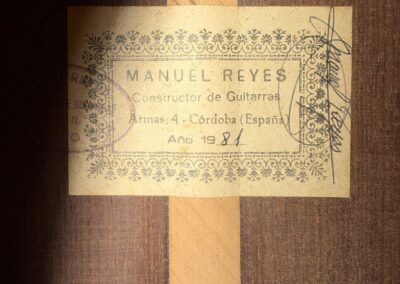 MANUEL REYES
Constructor de Guitarras
Armas, 4 - Córdoba (España)
Año 1981